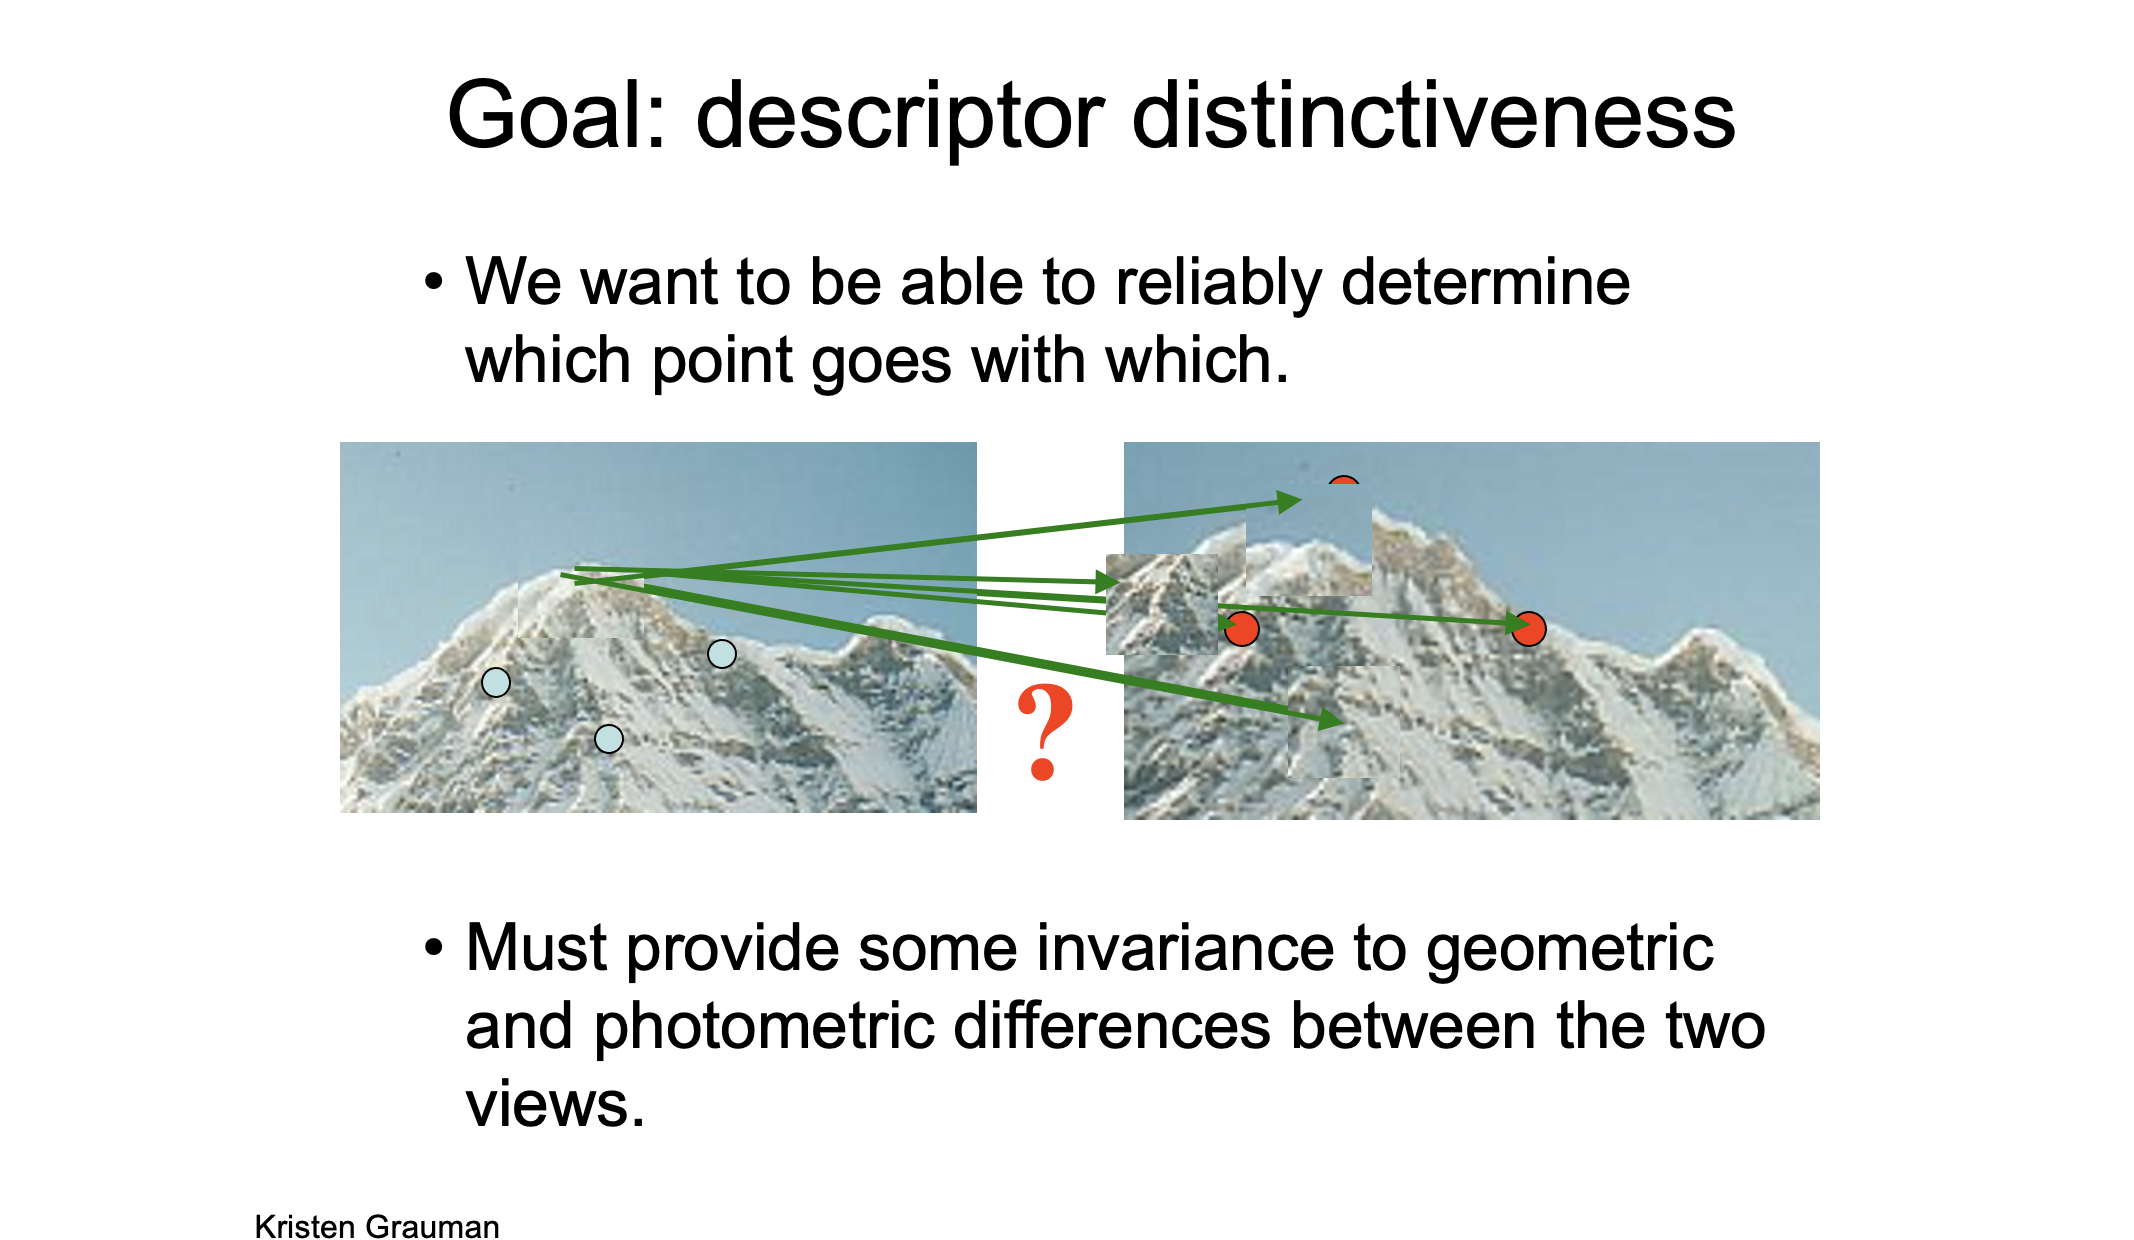 Goal: descriptor distinctiveness
• We want to be able to reliably determine
which point goes with which.
?
• Must provide some invariance to geometric
and photometric differences between the two
views.
Kristen Grauman